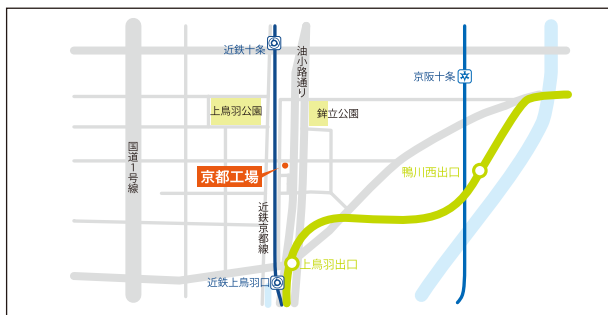 近鉄十条
油小路通り
京阪十条
上鳥羽公園
鉾立公園
国道1号線
京都工場
鴨川西出口
近鉄京都線
上鳥羽出口
近鉄上鳥羽口